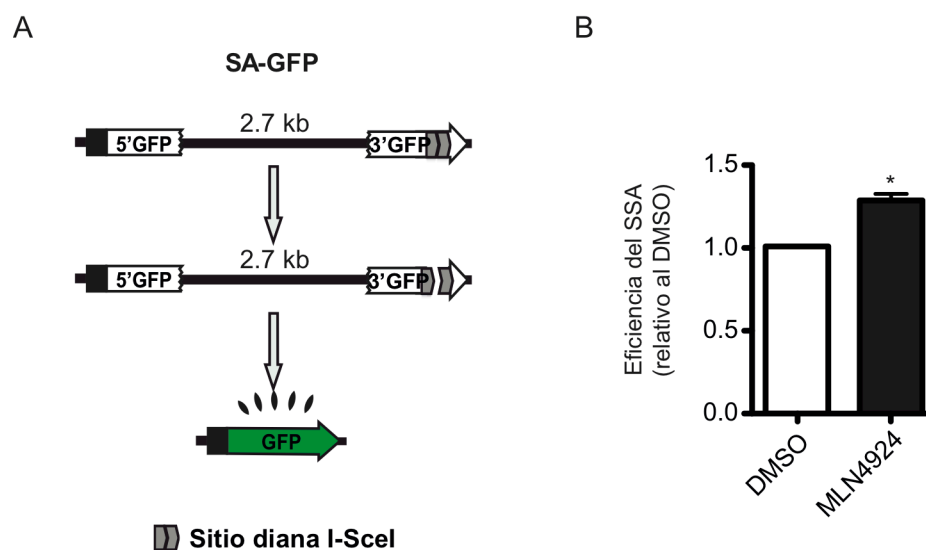 A
SA-GFP
2.7 kb
5'GFP
3'GFP
2.7 kb
5'GFP
3'GFP
GFP
Sitio diana I-SceI
B
Eficiencia del SSA
(relativo al DMSO)
1.5
1.0
0.5
0.0
*
DMSO
MLN4924